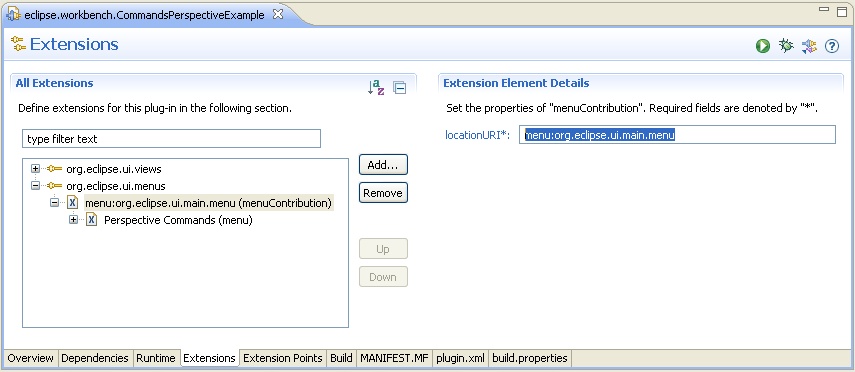 eclipse.workbench.CommandsPerspectiveExample
Extensions
All Extensions
Define extensions for this plug-in in the following section.
type filter text
org.eclipse.ui.views
org.eclipse.ui.menus
menu:org.eclipse.ui.main.menu (menuContribution)
Perspective Commands (menu)
Add...
Remove
Up
Down
Extension Element Details
Set the properties of "menuContribution". Required fields are denoted by "*".
locationURI*: menu:org.eclipse.ui.main.menu
Overview Dependencies Runtime Extensions Extension Points Build MANIFEST.MF plugin.xml build.properties